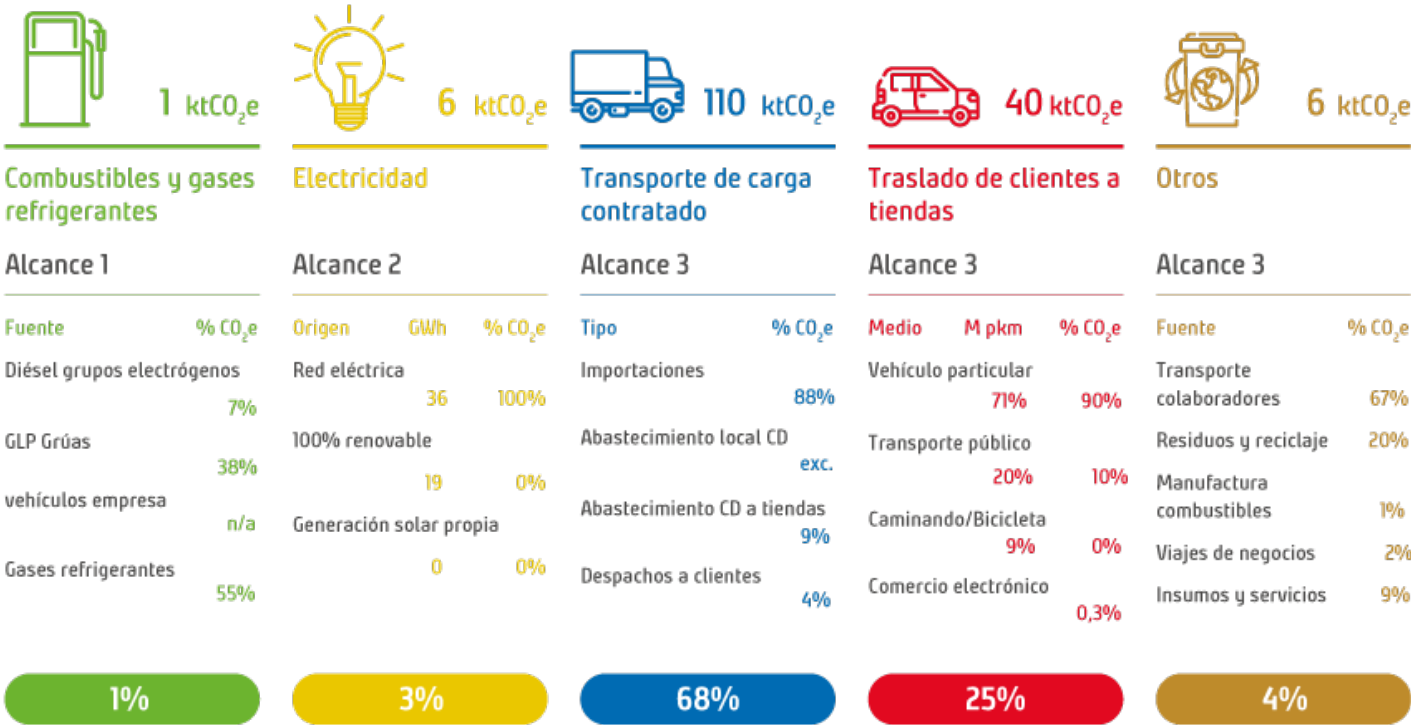 1 ktCO₂e
Combustibles y gases
refrigerantes
Alcance 1
Fuente % CO₂e
Diésel grupos electrógenos
7%
GLP Grúas
38%
vehículos empresa
n/a
Gases refrigerantes
55%
1%
6 ktCO₂e
Electricidad
Alcance 2
Origen GWh % CO₂e
Red eléctrica
36 100%
100% renovable
19 0%
Generación solar propia
0 0%
3%
110 ktCO₂e
Transporte de carga
contratado
Alcance 3
Tipo % CO₂e
Importaciones
88%
Abastecimiento local CD
exc.
Abastecimiento CD a tiendas
9%
Despachos a clientes
4%
68%
40 ktCO₂e
Traslado de clientes a
tiendas
Alcance 3
Medio M pkm % CO₂e
Vehículo particular
71% 90%
Transporte público
20% 10%
Caminando/Bicicleta
9% 0%
Comercio electrónico
0,3%
25%
6 ktCO₂e
Otros
Alcance 3
Fuente % CO₂e
Transporte
colaboradores 67%
Residuos y reciclaje 20%
Manufactura
combustibles 1%
Viajes de negocios 2%
Insumos y servicios 9%
4%